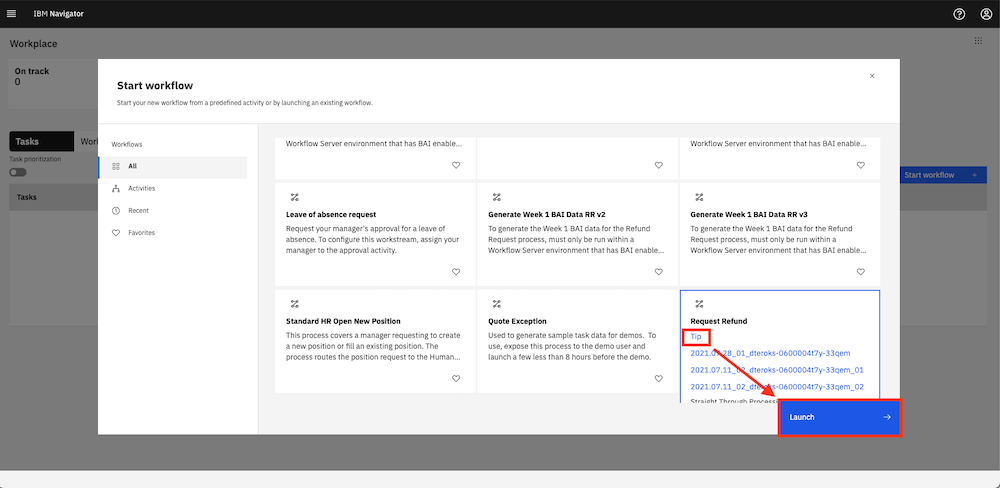 IBM Navigator
Workplace
On track
0
Start workflow
Start your new workflow from a predefined activity or by launching an existing workflow.
Tasks
Task prioritization
Tasks
Start workflow +
Workflows
All
Activities
Recent
Favorites
Workflow Server environment that has BAI enable...
Workflow Server environment that has BAI enable...
Leave of absence request
Request your manager's approval for a leave of
absence. To configure this workstream, assign your
manager to the approval activity.
Generate Week 1 BAI Data RR v2
To generate the Week 1 BAI data for the Refund
Request process, must only be run within a
Workflow Server environment that has BAI enable...
Generate Week 1 BAI Data RR v3
To generate the Week 1 BAI data for the Refund
Request process, must only be run within a
Workflow Server environment that has BAI enable...
Standard HR Open New Position
This process covers a manager requesting to create
a new position or fill an existing position. The
process routes the position request to the Human...
Quote Exception
Used to generate sample task data for demos. To
use, expose this process to the demo user and
launch a few less than 8 hours before the demo.
Request Refund
Tip
2021.07.28_01_dteroks-0600004t7y-33qem
2021.07.11_02_dteroks-0600004t7y-33qem_01
2021.07.11_02_dteroks-0600004t7y-33qem_02
Straight Through
Launch